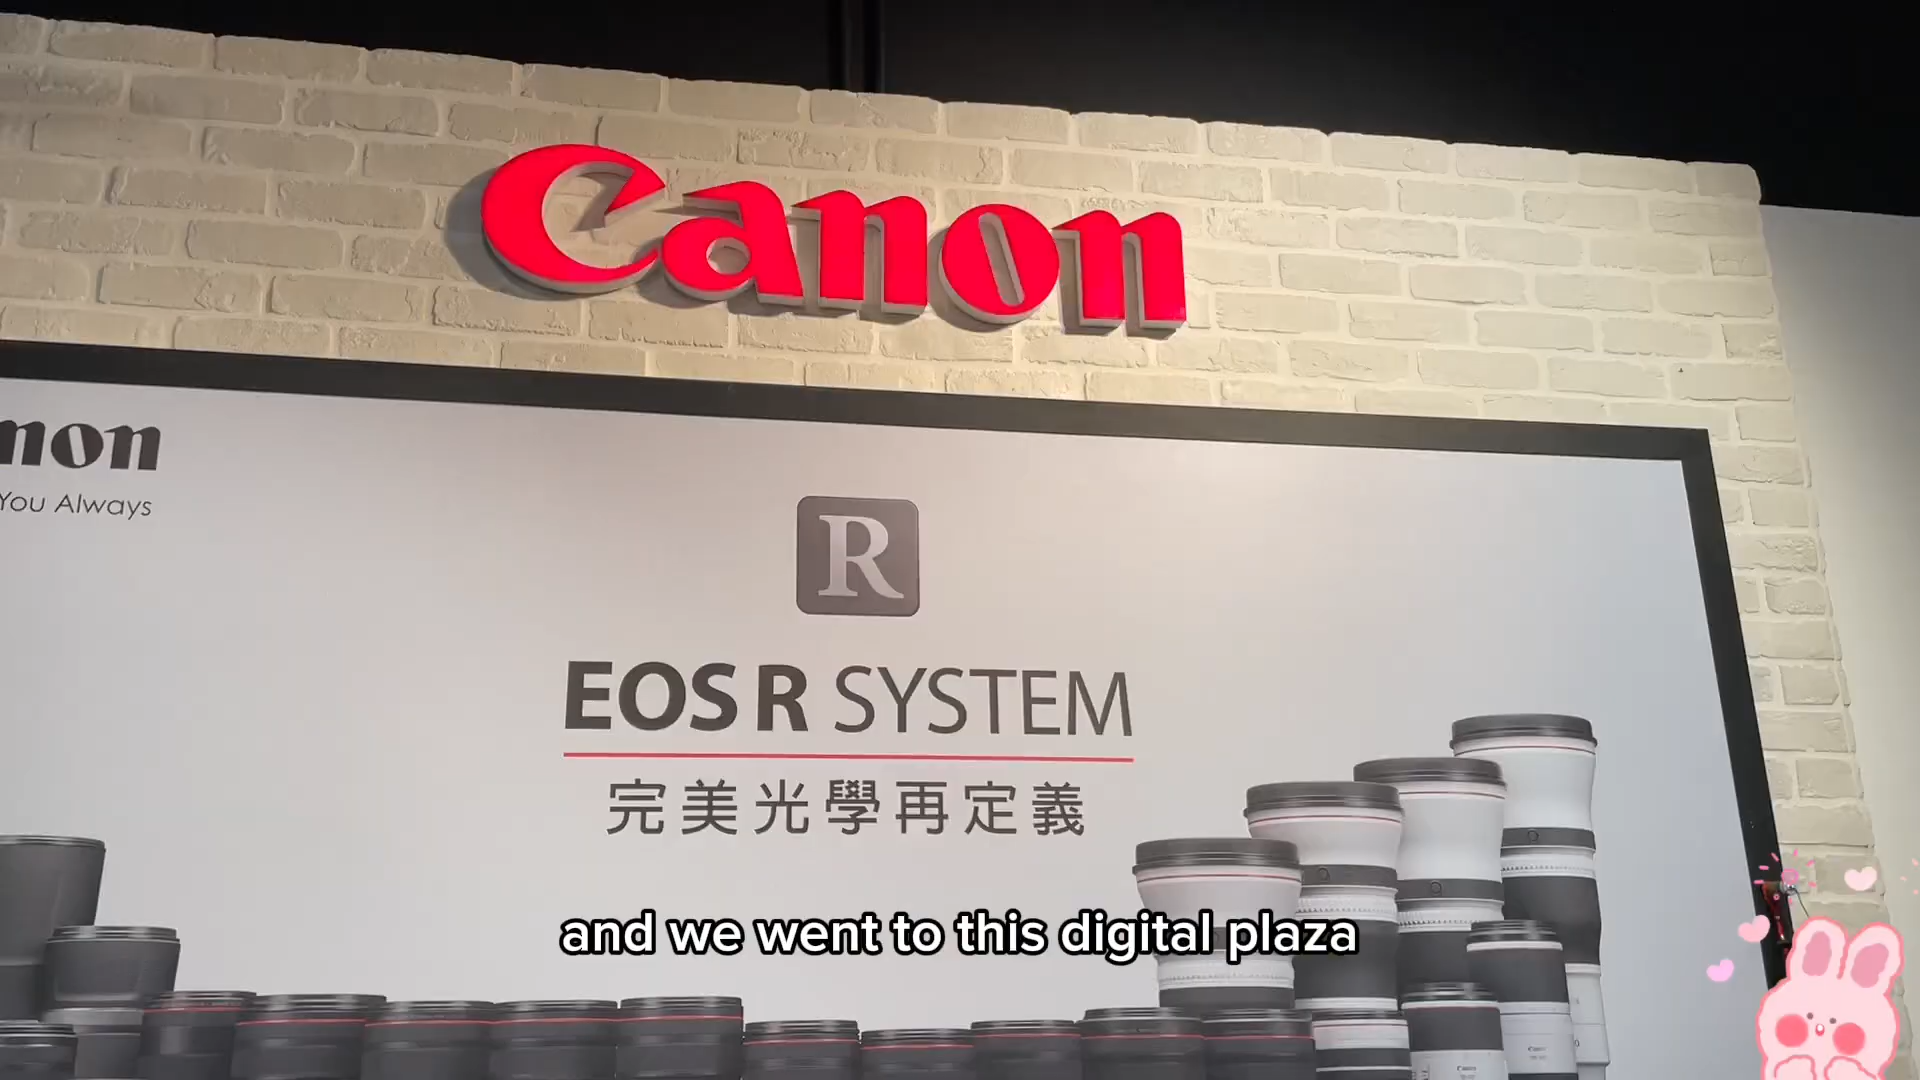 Canon
non
You Always
R
EOS R SYSTEM
完美光學再定義
and we went to this digital plaza